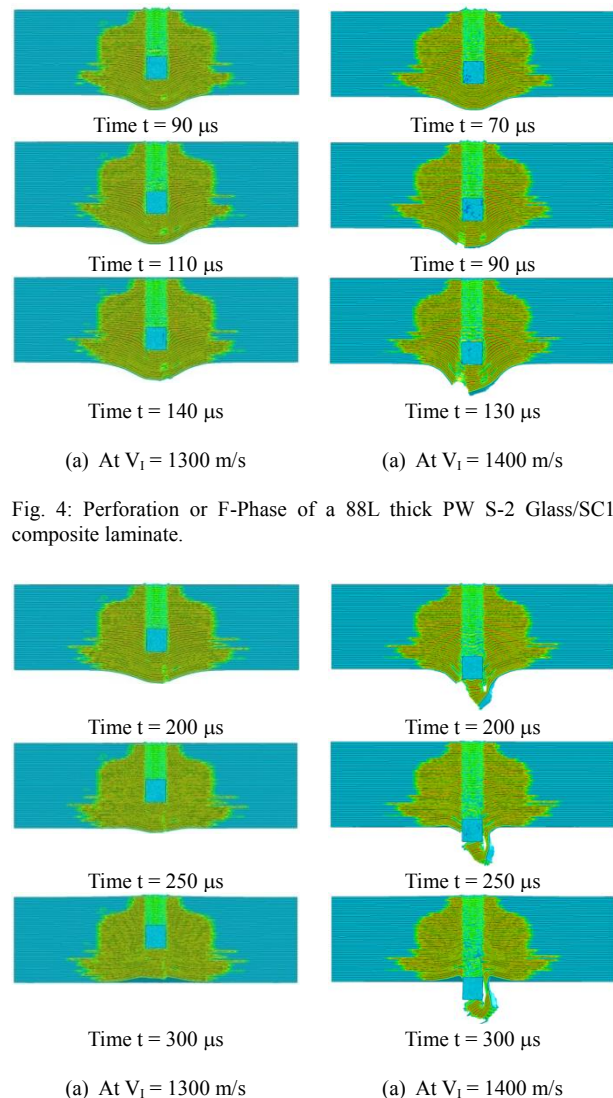 Time t = 90 μs
Time t = 70 μs
Time t = 110 μs
Time t = 90 μs
Time t = 140 μs
Time t = 130 μs
(a) At V_I = 1300 m/s
(a) At V_I = 1400 m/s
Fig. 4: Perforation or F-Phase of a 88L thick PW S-2 Glass/SC1
composite laminate.
Time t = 200 μs
Time t = 200 μs
Time t = 250 μs
Time t = 250 μs
Time t = 300 μs
Time t = 300 μs
(a) At V_I = 1300 m/s
(a) At V_I = 1400 m/s